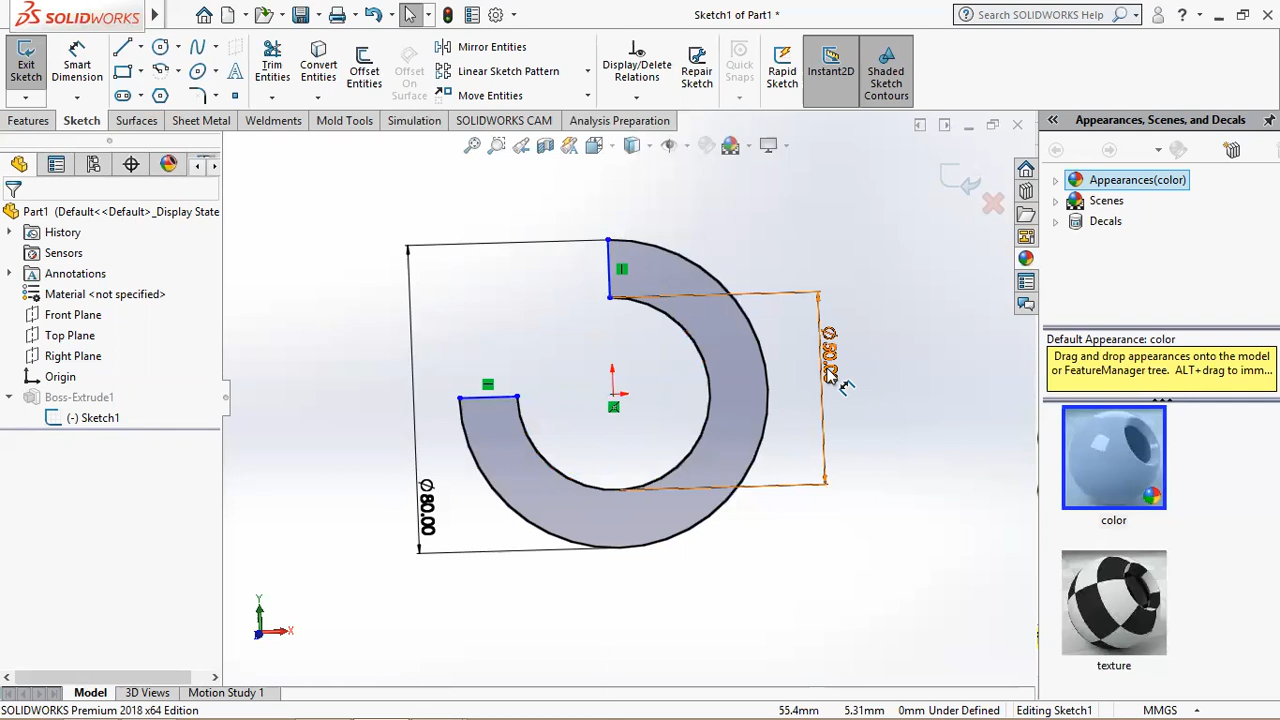 SOLIDWORKS
Sketch1 of Part1 *
Search SOLIDWORKS Help
Exit Sketch
Smart Dimension
Trim Entities
Convert Entities
Offset Entities
Offset On Surface
Mirror Entities
Linear Sketch Pattern
Move Entities
Display/Delete Relations
Repair Sketch
Quick Snaps
Rapid Sketch
Instant2D
Shaded Sketch Contours
Features
Sketch
Surfaces
Sheet Metal
Weldments
Mold Tools
Simulation
SOLIDWORKS CAM
Analysis Preparation
Part1 (Default<<Default>_Display State
History
Sensors
Annotations
Material <not specified>
Front Plane
Top Plane
Right Plane
Origin
Boss-Extrude1
(-) Sketch1
Ø 80.00
Y
X
Appearances, Scenes, and Decals
Appearances(color)
Scenes
Decals
Default Appearance: color
Drag and drop appearances onto the model
or FeatureManager tree. ALT+drag to imm...
color
texture
Model
3D Views
Motion Study 1
SOLIDWORKS Premium 2018 x64 Edition
55.4mm
5.31mm
0mm Under Defined
Editing Sketch1
MMGS